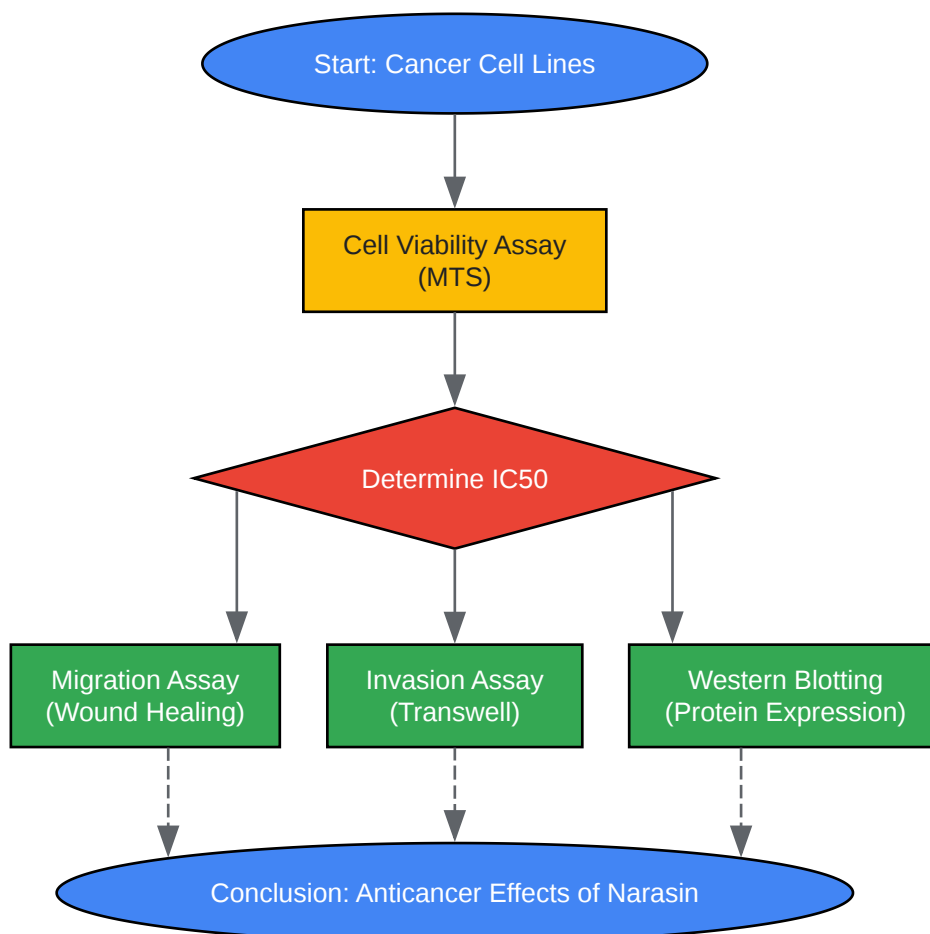 Start: Cancer Cell Lines
Cell Viability Assay
(MTS)
Determine IC50
Migration Assay
(Wound Healing)
Invasion Assay
(Transwell)
Western Blotting
(Protein Expression)
Conclusion: Anticancer Effects of Narasin